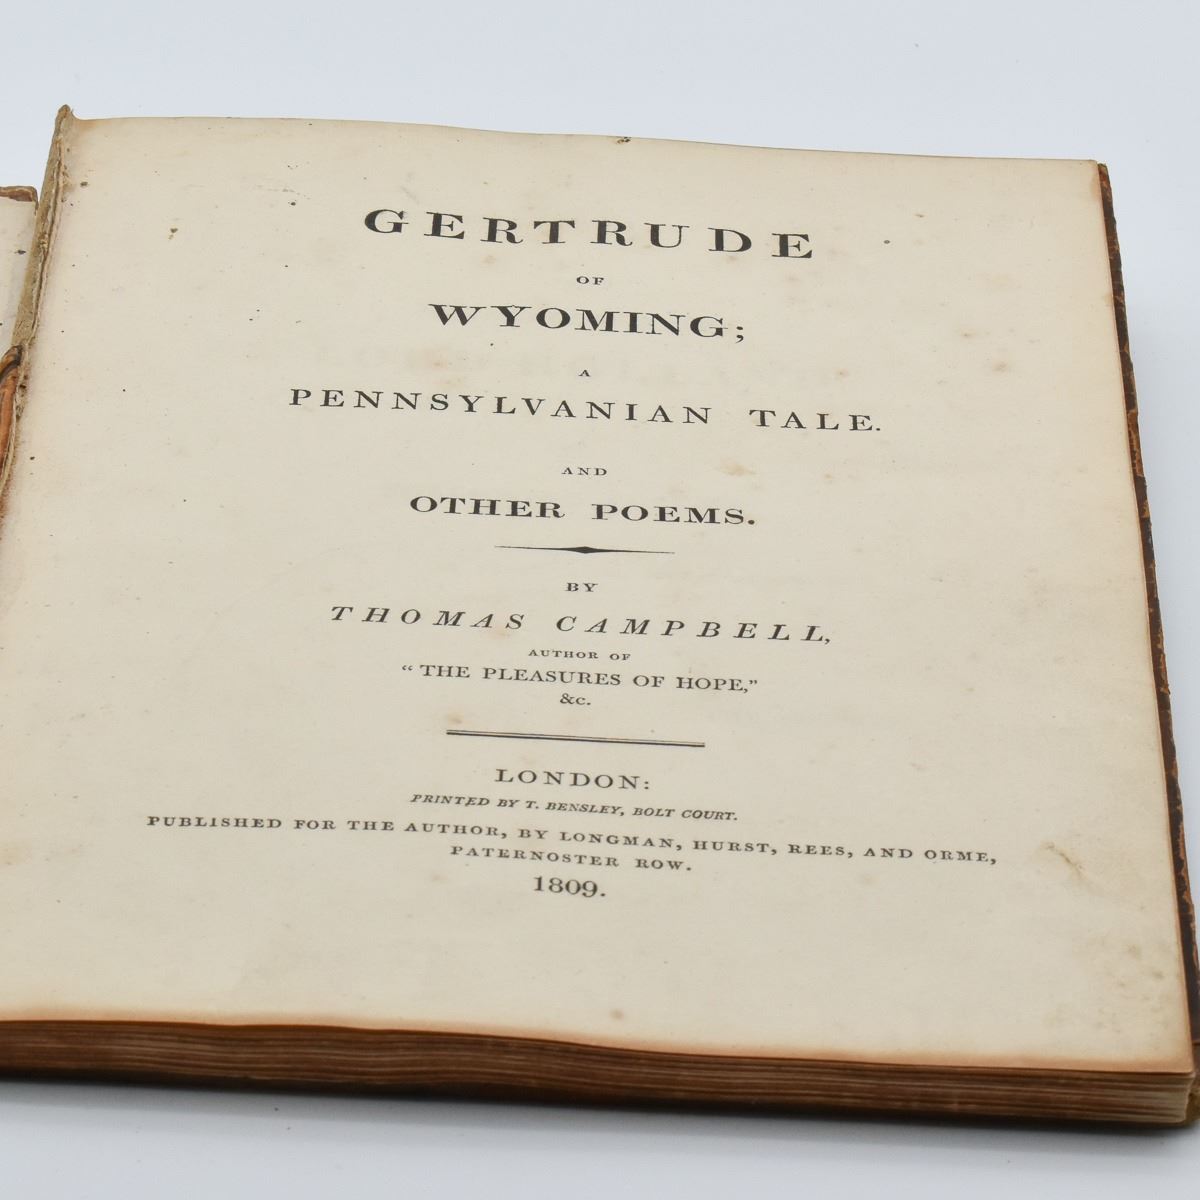 GERTRUDE
OF
WYOMING;
A
PENNSYLVANIAN TALE.
AND
OTHER POEMS.
BY
THOMAS CAMPBELL,
AUTHOR OF
“THE PLEASURES OF HOPE,”
&c.
LONDON:
PRINTED BY T. BENSLEY, BOLT COURT.
PUBLISHED FOR THE AUTHOR, BY LONGMAN, HURST, REES, AND ORME,
PATERNOSTER ROW.
1809.